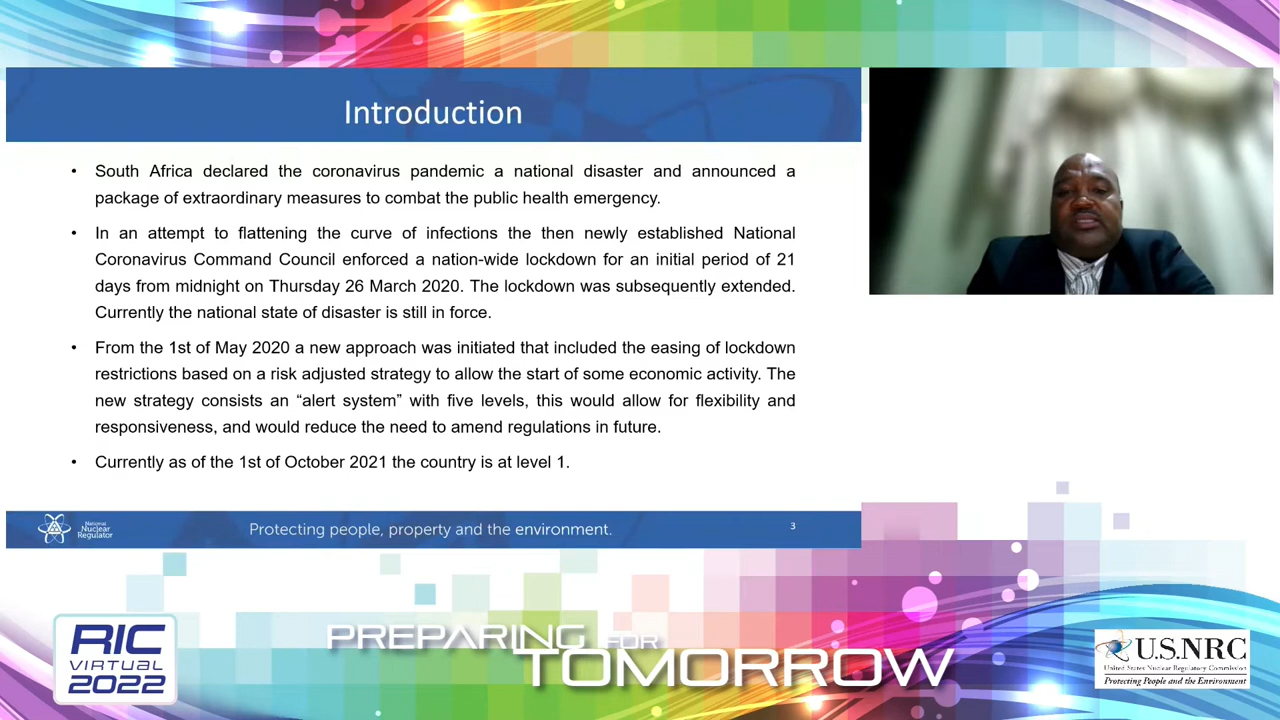 Introduction
• South Africa declared the coronavirus pandemic a national disaster and announced a
package of extraordinary measures to combat the public health emergency.
• In an attempt to flattening the curve of infections the then newly established National
Coronavirus Command Council enforced a nation-wide lockdown for an initial period of 21
days from midnight on Thursday 26 March 2020. The lockdown was subsequently extended.
Currently the national state of disaster is still in force.
• From the 1st of May 2020 a new approach was initiated that included the easing of lockdown
restrictions based on a risk adjusted strategy to allow the start of some economic activity. The
new strategy consists an “alert system” with five levels, this would allow for flexibility and
responsiveness, and would reduce the need to amend regulations in future.
• Currently as of the 1st of October 2021 the country is at level 1.
National
Nuclear
Regulator
Protecting people, property and the environment.
3
RIC
VIRTUAL
2022
PREPARING FOR
TOMORROW
U.S.NRC
United States Nuclear Regulatory Commission
Protecting People and the Environment